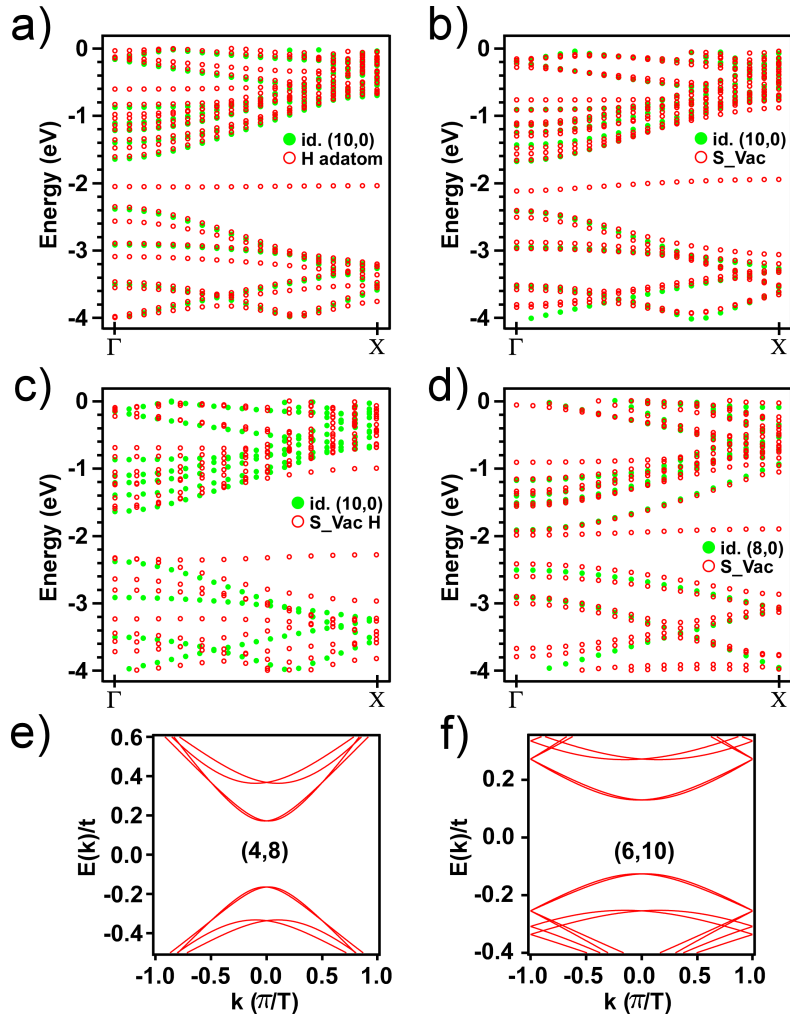 a)
0
-1
-2
-3
-4
Energy (eV)
id. (10,0)
H adatom
Γ
X
b)
0
-1
-2
-3
-4
Energy (eV)
id. (10,0)
S_Vac
Γ
X
c)
0
-1
-2
-3
-4
Energy (eV)
id. (10,0)
S_Vac H
Γ
X
d)
0
-1
-2
-3
-4
Energy (eV)
id. (8,0)
S_Vac
Γ
X
e)
0.6
0.4
0.2
0.0
-0.2
-0.4
E(k)/t
(4,8)
-1.0 -0.5 0.0 0.5 1.0
k (π/T)
f)
0.2
0.0
-0.2
-0.4
E(k)/t
(6,10)
-1.0 -0.5 0.0 0.5 1.0
k (π/T)